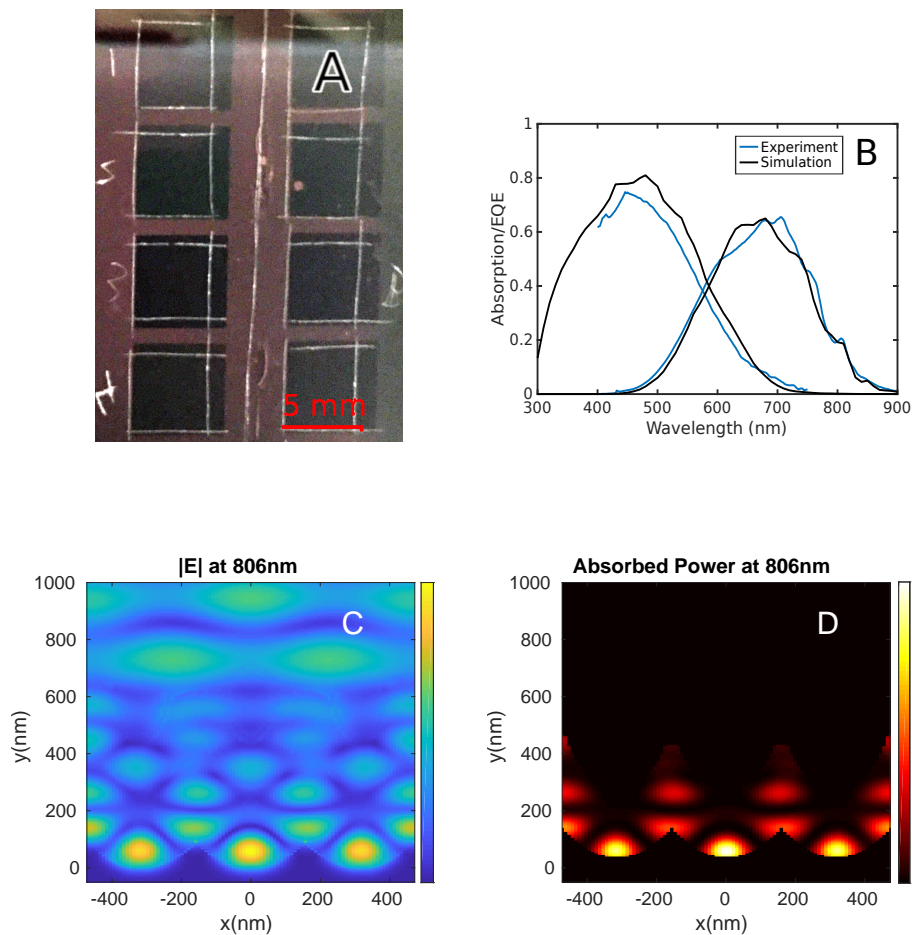 A
5 mm
1
Experiment
Simulation
B
Absorption/EQE
1
0.8
0.6
0.4
0.2
0
300 400 500 600 700 800 900
Wavelength (nm)
|E| at 806nm
C
y(nm)
1000
800
600
400
200
0
-400 -200 0 200 400
x(nm)
Absorbed Power at 806nm
D
y(nm)
1000
800
600
400
200
0
-400 -200 0 200 400
x(nm)